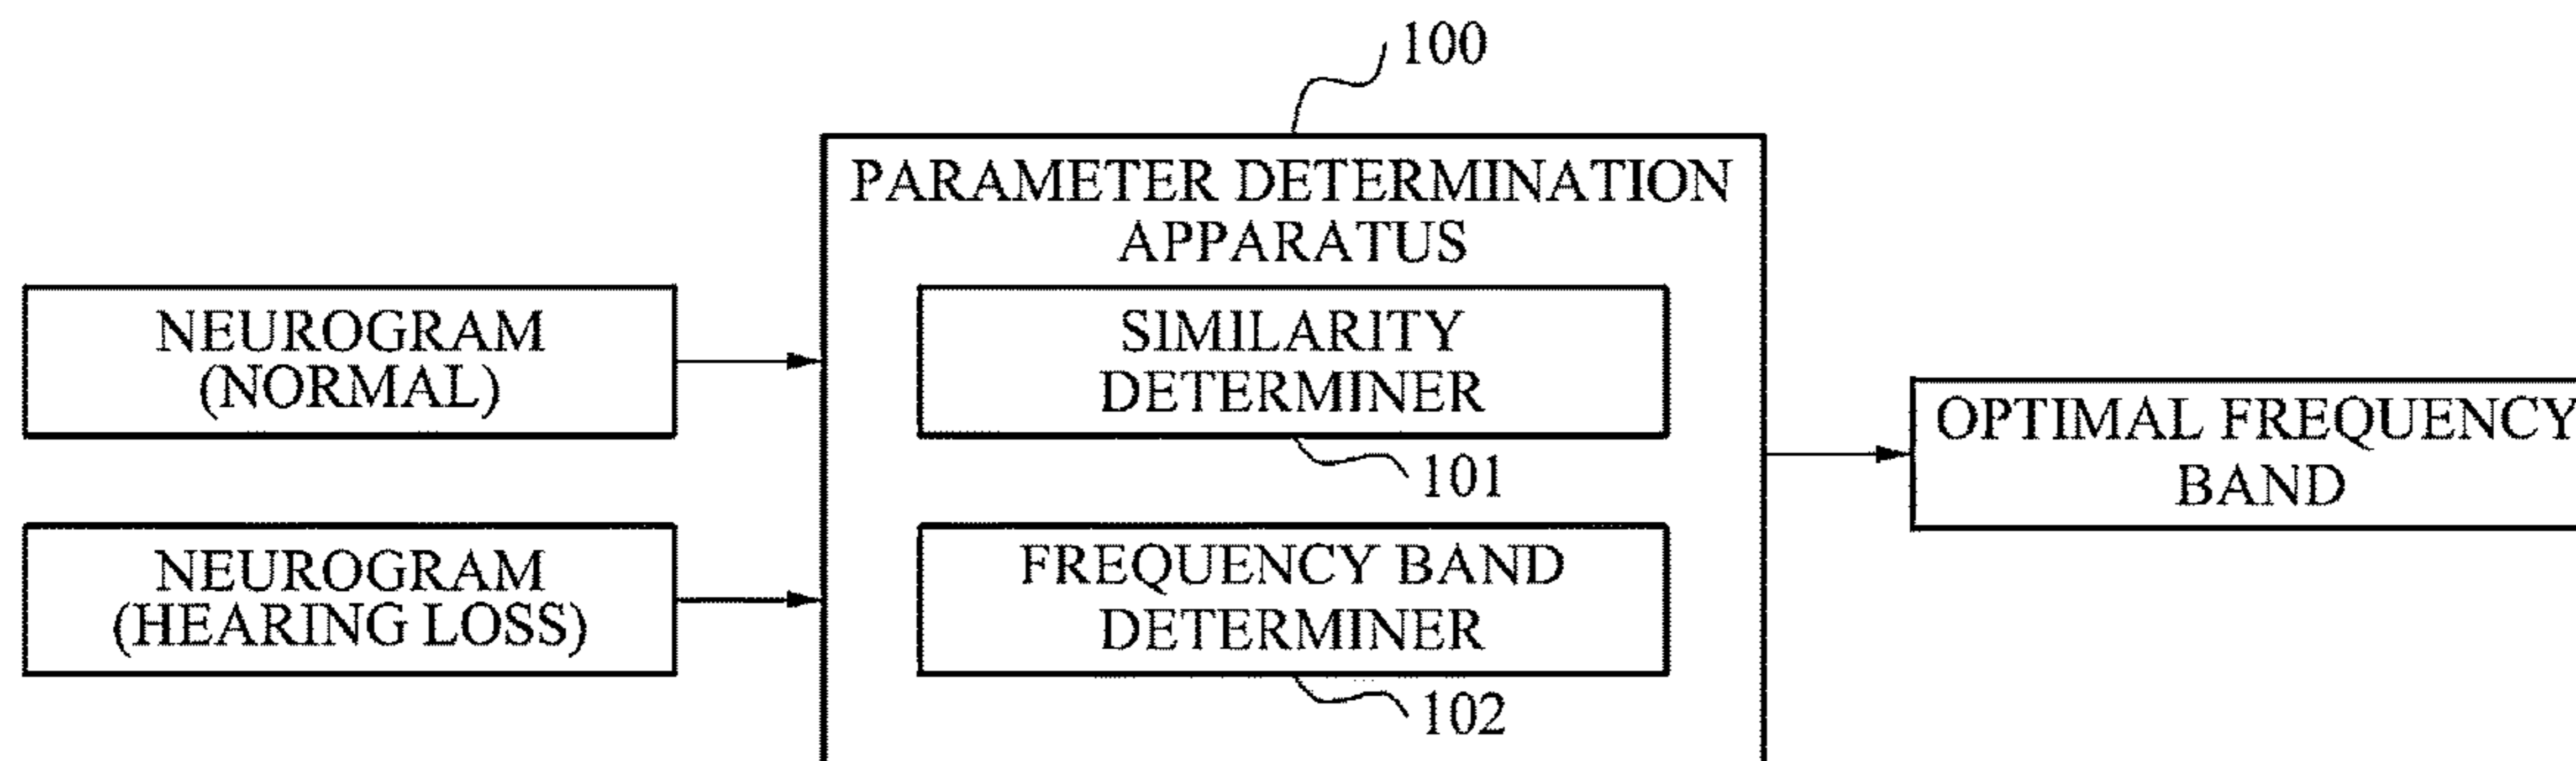 100
PARAMETER DETERMINATION
APPARATUS
NEUROGRAM
(NORMAL)
SIMILARITY
DETERMINER
101
OPTIMAL FREQUENCY
BAND
NEUROGRAM
(HEARING LOSS)
FREQUENCY BAND
DETERMINER
102